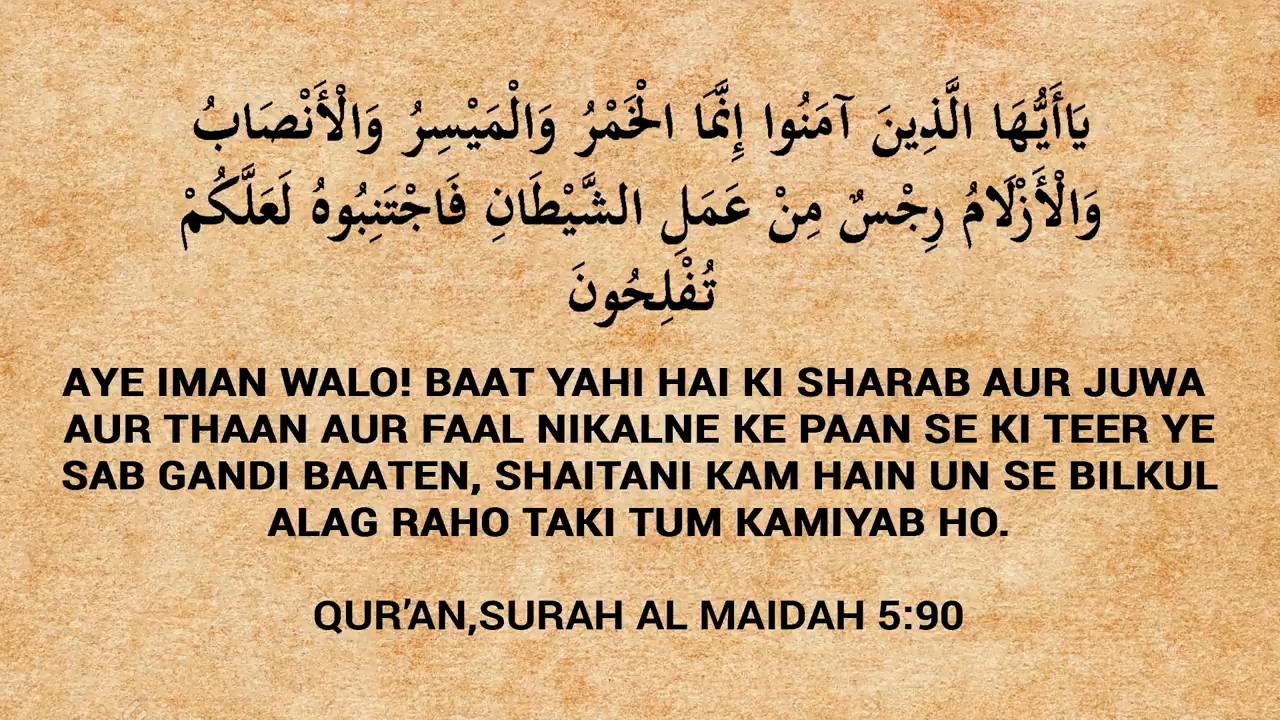 يَاأَيُّهَا الَّذِينَ آمَنُوا إِنَّمَا الْخَمْرُ وَالْمَيْسِرُ وَالْأَنْصَابُ
وَالْأَزْلَامُ رِجْسٌ مِنْ عَمَلِ الشَّيْطَانِ فَاجْتَنِبُوهُ لَعَلَّكُمْ
تُفْلِحُونَ
AYE IMAN WALO! BAAT YAHI HAI KI SHARAB AUR JUWA
AUR THAAN AUR FAAL NIKALNE KE PAAN SE KI TEER YE
SAB GANDI BAATEN, SHAITANI KAM HAIN UN SE BILKUL
ALAG RAHO TAKI TUM KAMIYAB HO.
QUR’AN,SURAH AL MAIDAH 5:90